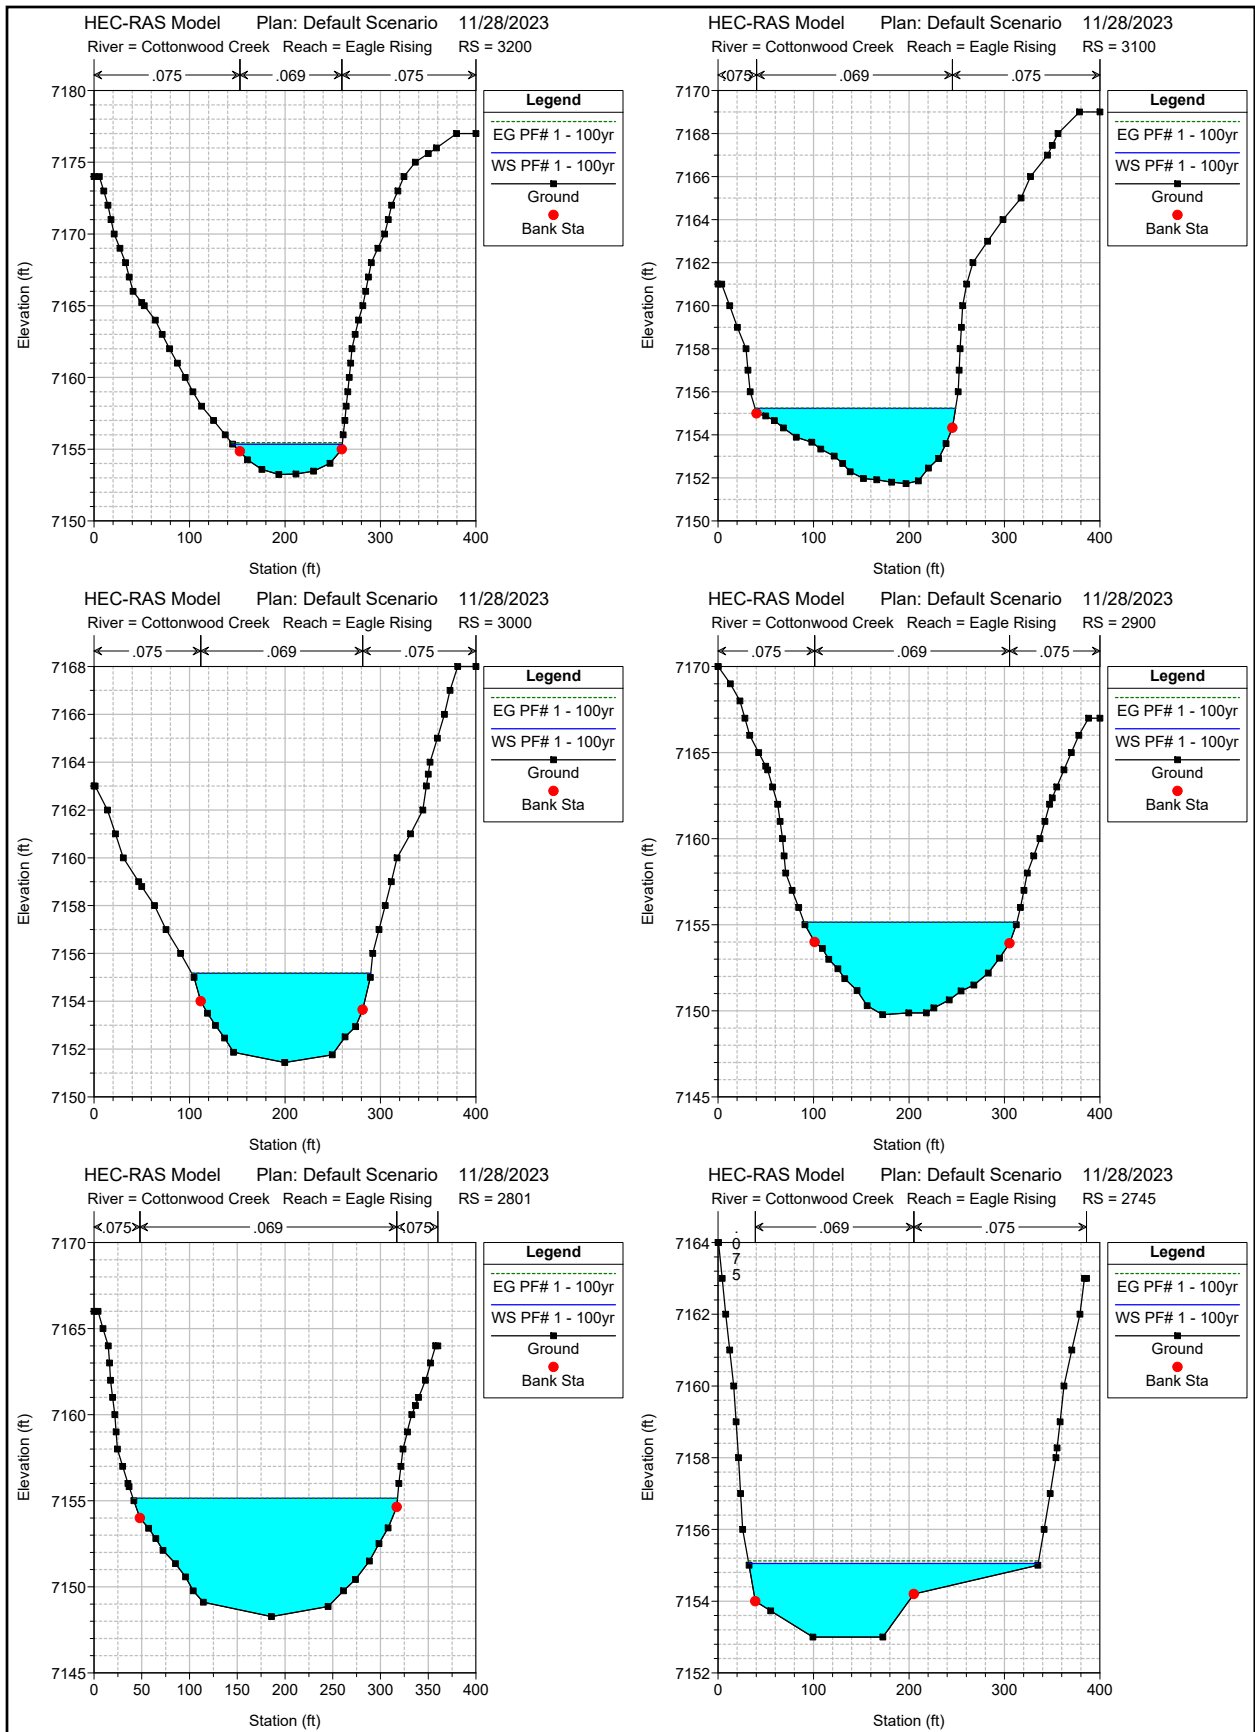 HEC-RAS Model Plan: Default Scenario 11/28/2023
River = Cottonwood Creek Reach = Eagle Rising RS = 3200
.075 .069 .075
7180
7175
7170
7165
7160
7155
7150
Elevation (ft)
0 100 200 300 400
Station (ft)
Legend
EG PF# 1 - 100yr
WS PF# 1 - 100yr
Ground
Bank Sta
HEC-RAS Model Plan: Default Scenario 11/28/2023
River = Cottonwood Creek Reach = Eagle Rising RS = 3100
.075 .069 .075
7170
7168
7166
7164
7162
7160
7158
7156
7154
7152
7150
Elevation (ft)
0 100 200 300 400
Station (ft)
Legend
EG PF# 1 - 100yr
WS PF# 1 - 100yr
Ground
Bank Sta
HEC-RAS Model Plan: Default Scenario 11/28/2023
River = Cottonwood Creek Reach = Eagle Rising RS = 3000
.075 .069 .075
7168
7166
7164
7162
7160
7158
7156
7154
7152
7150
Elevation (ft)
0 100 200 300 400
Station (ft)
Legend
EG PF# 1 - 100yr
WS PF# 1 - 100yr
Ground
Bank Sta
HEC-RAS Model Plan: Default Scenario 11/28/2023
River = Cottonwood Creek Reach = Eagle Rising RS = 2900
.075 .069 .075
7170
7165
7160
7155
7150
7145
Elevation (ft)
0 100 200 300 400
Station (ft)
Legend
EG PF# 1 - 100yr
WS PF# 1 - 100yr
Ground
Bank Sta
HEC-RAS Model Plan: Default Scenario 11/28/2023
River = Cottonwood Creek Reach = Eagle Rising RS = 2801
.075 .069 .075
7170
7165
7160
7155
7150
7145
Elevation (ft)
0 50 100 150 200 250 300 350 400
Station (ft)
Legend
EG PF# 1 - 100yr
WS PF# 1 - 100yr
Ground
Bank Sta
HEC-RAS Model Plan: Default Scenario 11/28/2023
River = Cottonwood Creek Reach = Eagle Rising RS = 2745
.075 .069 .075
7164
7162
7160
7158
7156
7154
7152
Elevation (ft)
0 100 200 300 400
Station (ft)
Legend
EG PF# 1 - 100yr
WS PF# 1 - 100yr
Ground
Bank Sta